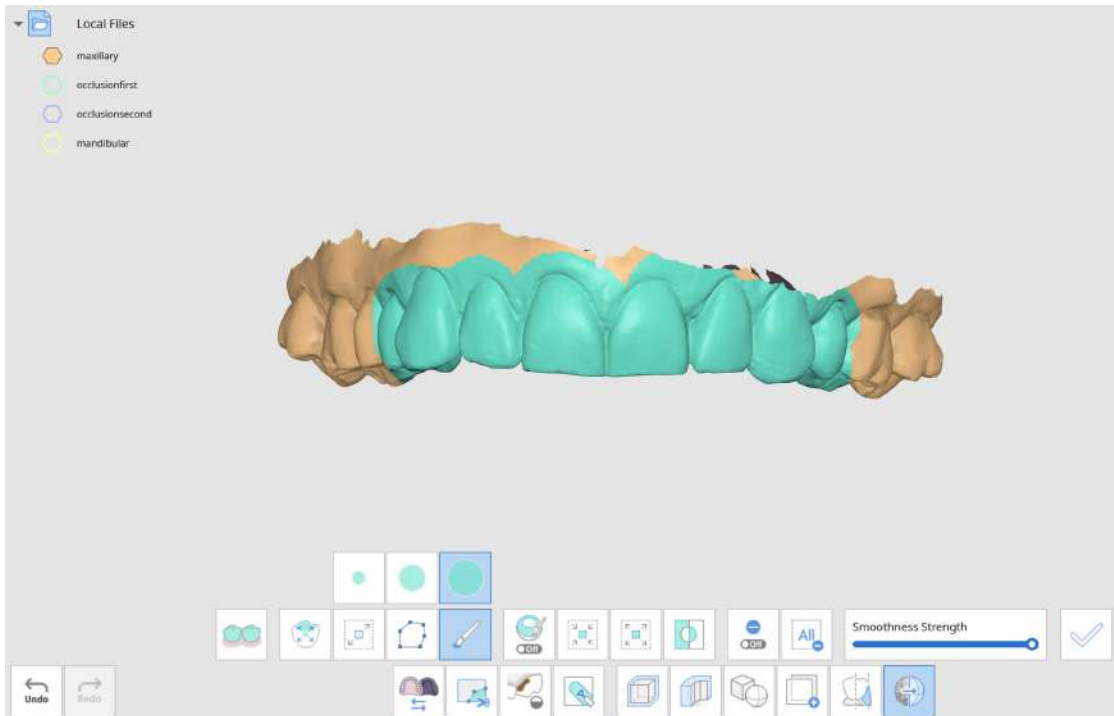 Local Files
maxillary
occlusionfirst
occlusionsecond
mandibular
Off
Off
All
Smoothness Strength
Undo
Redo